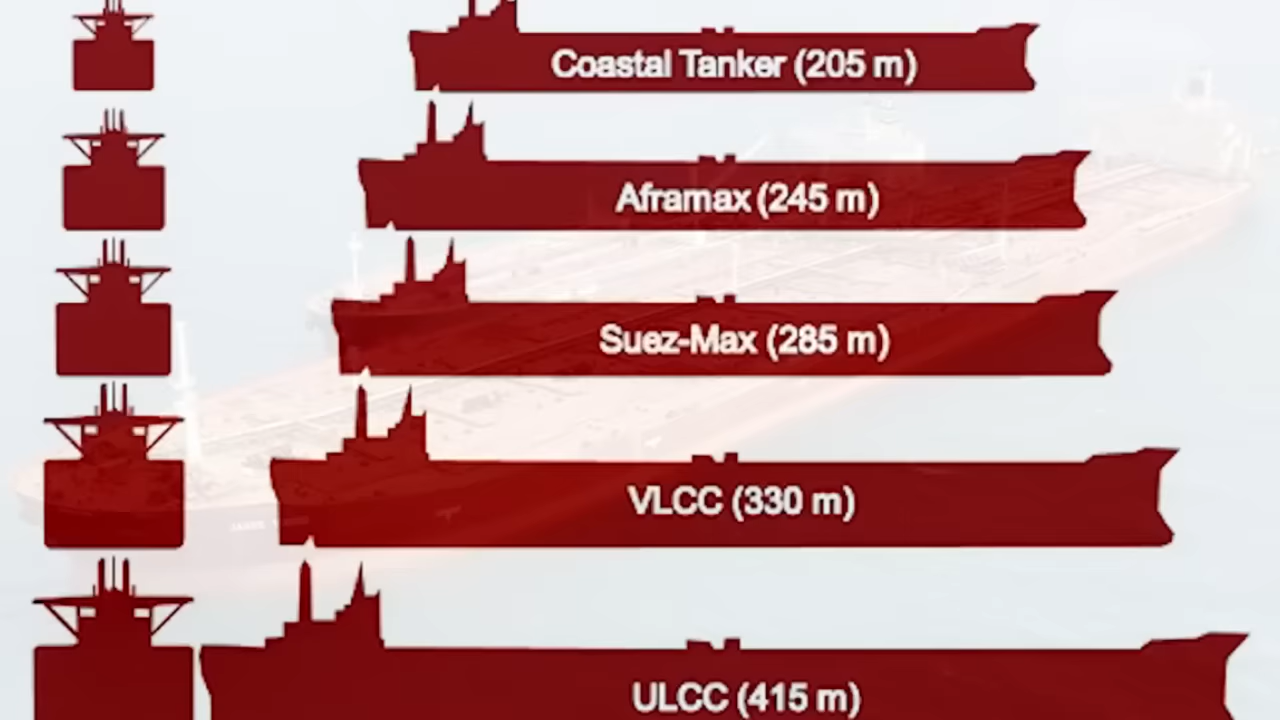 Coastal Tanker (205 m)
Aframax (245 m)
Suez-Max (285 m)
VLCC (330 m)
ULCC (415 m)